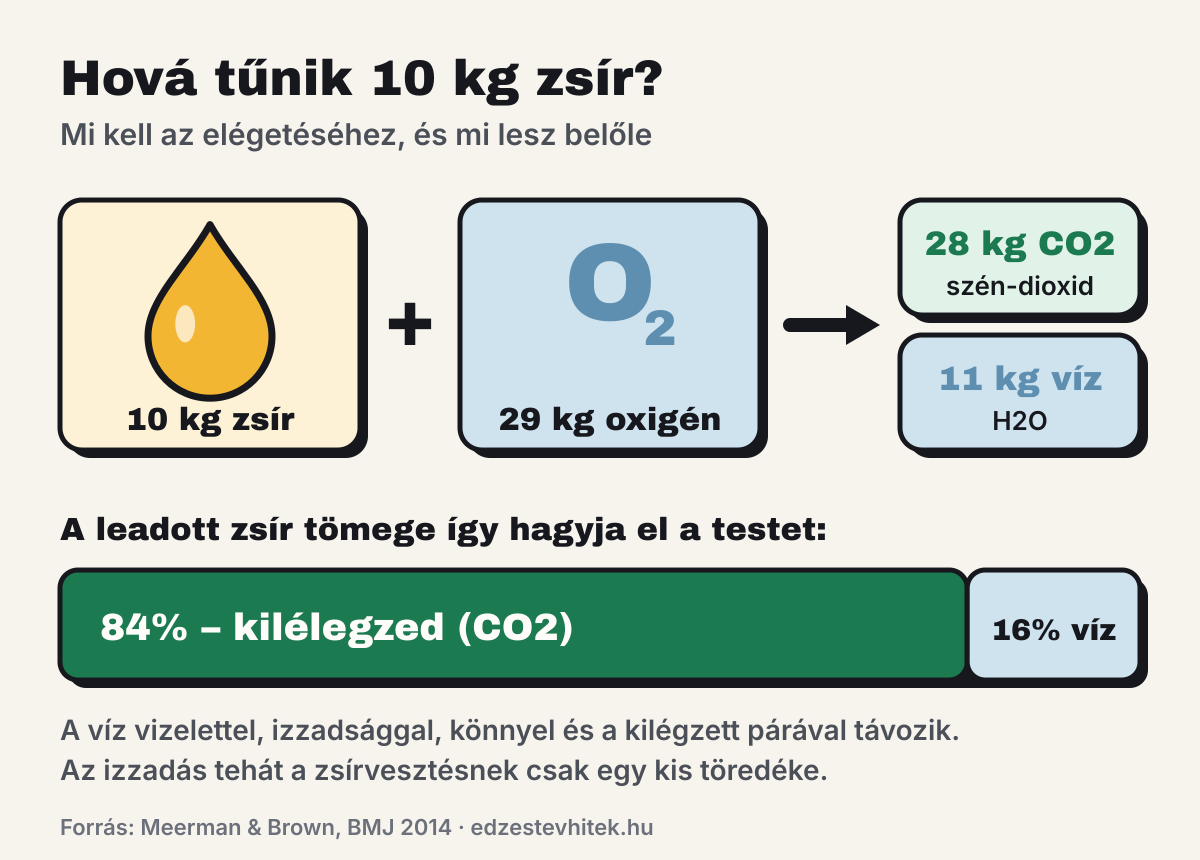 Hová tűnik 10 kg zsír?
Mi kell az elégetéséhez, és mi lesz belőle
10 kg zsír
+
O2
29 kg oxigén
28 kg CO2
szén-dioxid
11 kg víz
H2O
A leadott zsír tömege így hagyja el a testet:
84% – kilélegzed (CO2)
16% víz
A víz vizelettel, izzadsággal, könnyel és a kilégzett párával távozik.
Az izzadás tehát a zsírvesztésnek csak egy kis töredéke.
Forrás: Meerman & Brown, BMJ 2014 · edzestevhitek.hu